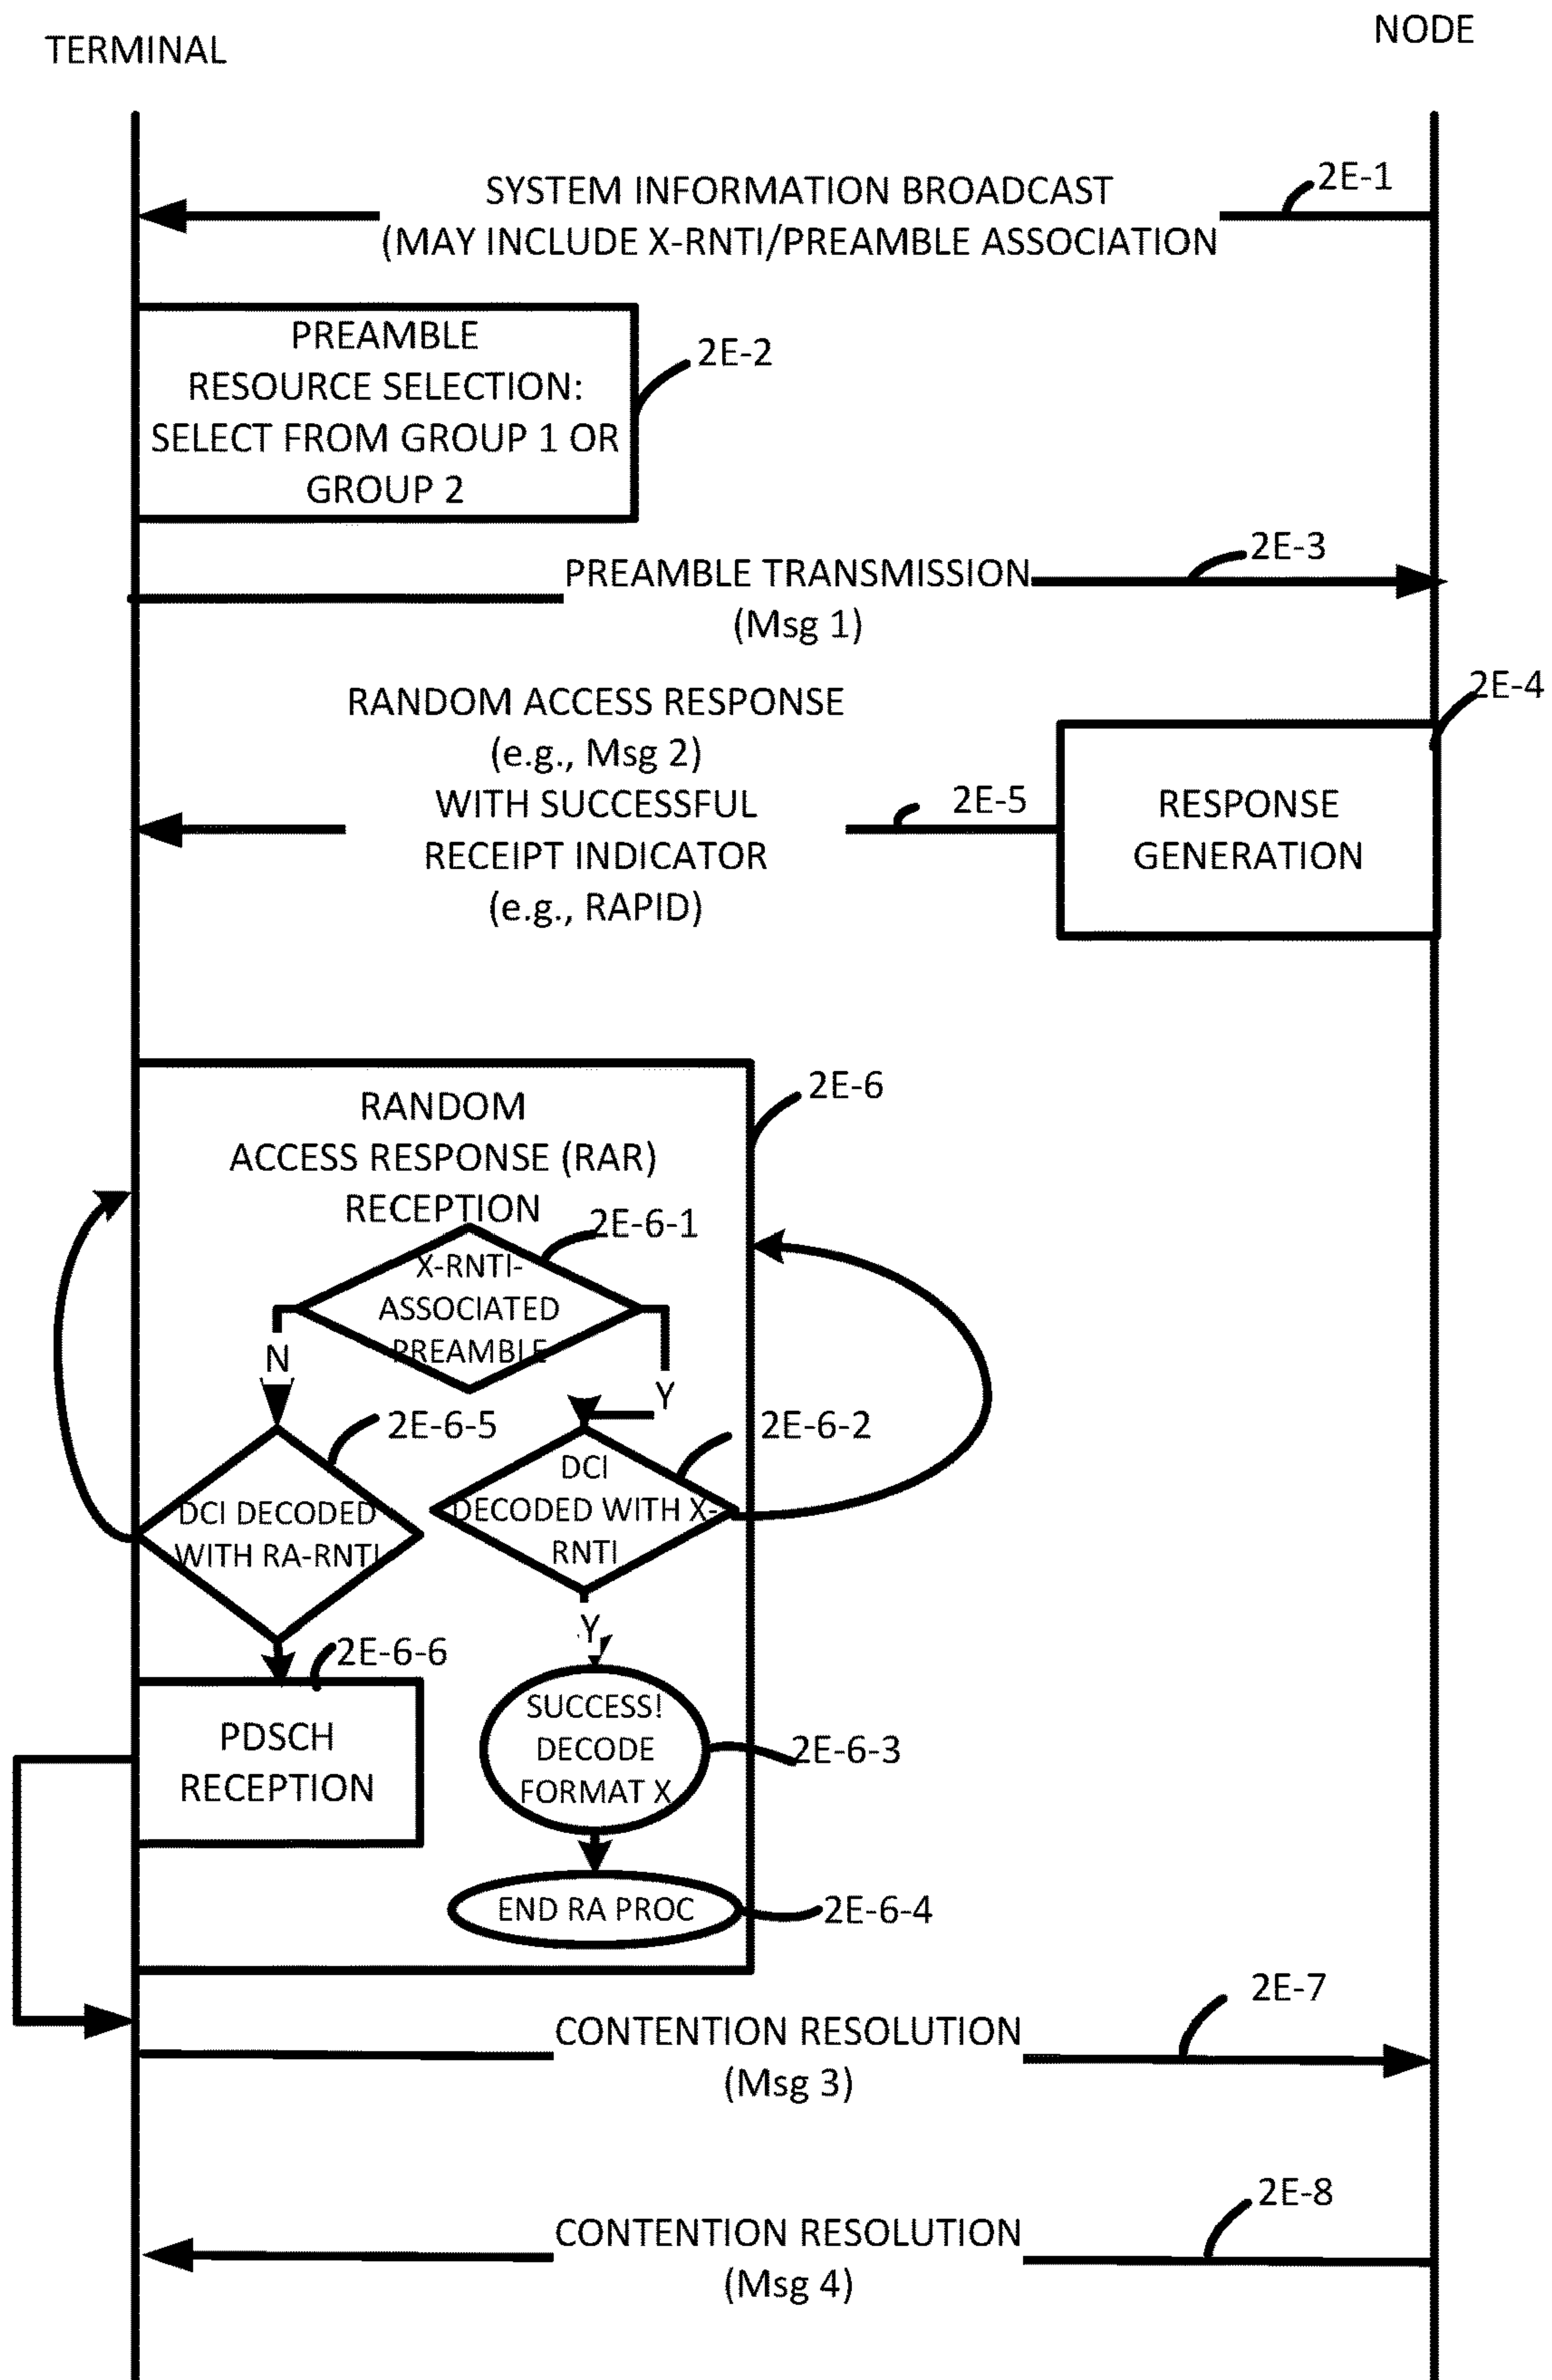 TERMINAL
NODE
SYSTEM INFORMATION BROADCAST
(MAY INCLUDE X-RNTI/PREAMBLE ASSOCIATION
2E-1
PREAMBLE
RESOURCE SELECTION:
SELECT FROM GROUP 1 OR
GROUP 2
2E-2
PREAMBLE TRANSMISSION
(Msg 1)
2E-3
RANDOM ACCESS RESPONSE
(e.g., Msg 2)
WITH SUCCESSFUL
RECEIPT INDICATOR
(e.g., RAPID)
2E-5
2E-4
RESPONSE
GENERATION
2E-6
RANDOM
ACCESS RESPONSE (RAR)
RECEPTION
2E-6-1
X-RNTI-
ASSOCIATED
PREAMBLE
N
Y
2E-6-5
2E-6-2
DCI DECODED
WITH RA-RNTI
DCI
DECODED WITH X-
RNTI
Y
2E-6-6
PDSCH
RECEPTION
SUCCESS!
DECODE
FORMAT X
2E-6-3
END RA PROC
2E-6-4
2E-7
CONTENTION RESOLUTION
(Msg 3)
2E-8
CONTENTION RESOLUTION
(Msg 4)